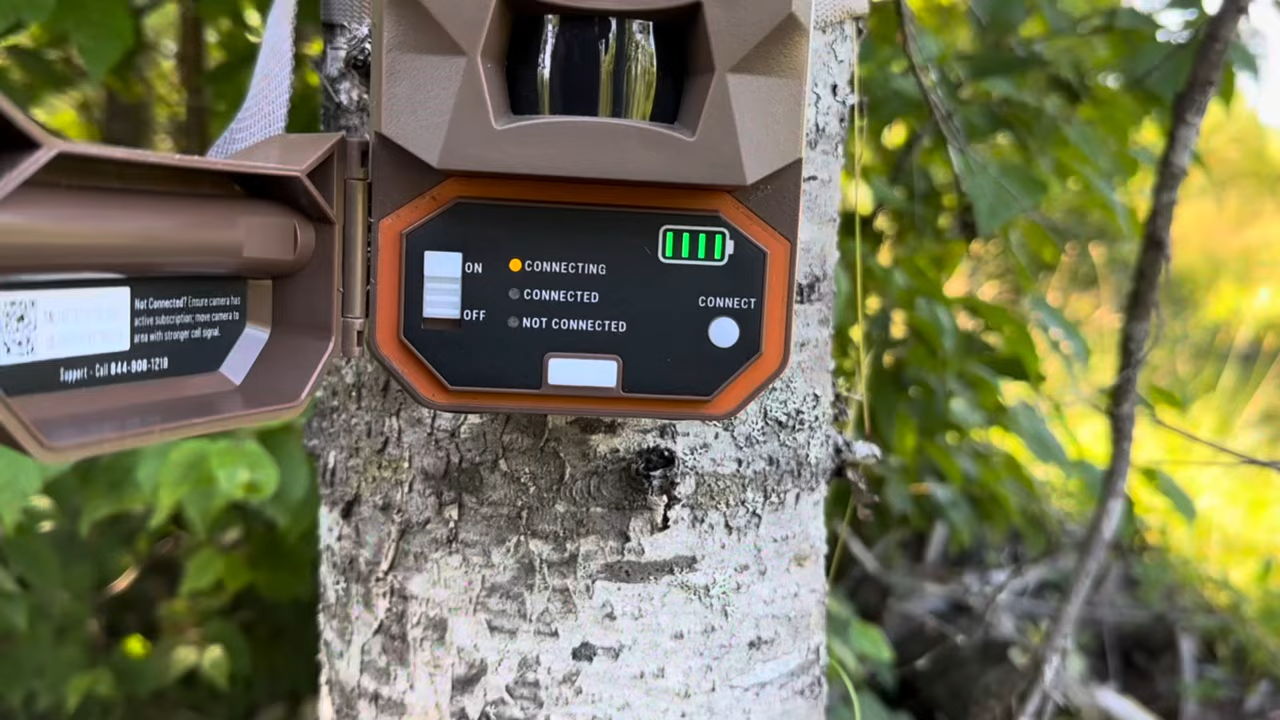 ON
OFF
CONNECTING
CONNECTED
NOT CONNECTED
CONNECT
Not Connected? Ensure camera has
active subscription; move camera to
area with stronger cell signal.
Support - Call 844-908-1210